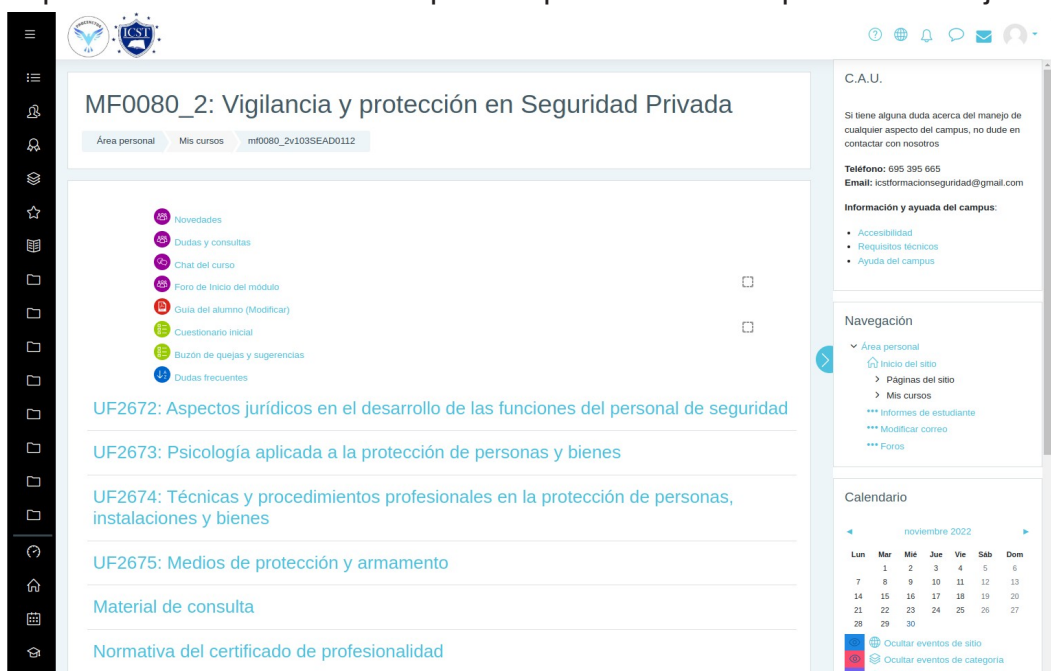 ICST
MF0080_2: Vigilancia y protección en Seguridad Privada
Área personal
Mis cursos
mf0080_2v103SEAD0112
Novedades
Dudas y consultas
Chat del curso
Foro de Inicio del módulo
Guía del alumno (Modificar)
Cuestionario inicial
Buzón de quejas y sugerencias
Dudas frecuentes
UF2672: Aspectos jurídicos en el desarrollo de las funciones del personal de seguridad
UF2673: Psicología aplicada a la protección de personas y bienes
UF2674: Técnicas y procedimientos profesionales en la protección de personas,
instalaciones y bienes
UF2675: Medios de protección y armamento
Material de consulta
Normativa del certificado de profesionalidad
C.A.U.
Si tiene alguna duda acerca del manejo de
cualquier aspecto del campus, no dude en
contactar con nosotros
Teléfono: 695 395 665
Email: icstformacionseguridad@gmail.com
Información y ayuada del campus:
Accesibilidad
Requisitos técnicos
Ayuda del campus
Navegación
Área personal
Inicio del sitio
Páginas del sitio
Mis cursos
Informes de estudiante
Modificar correo
Foros
Calendario
noviembre 2022
Lun Mar Mié Jue Vie Sáb Dom
1 2 3 4 5 6
7 8 9 10 11 12 13
14 15 16 17 18 19 20
21 22 23 24 25 26 27
28 29 30
Ocultar eventos de sitio
Ocultar eventos de categoría